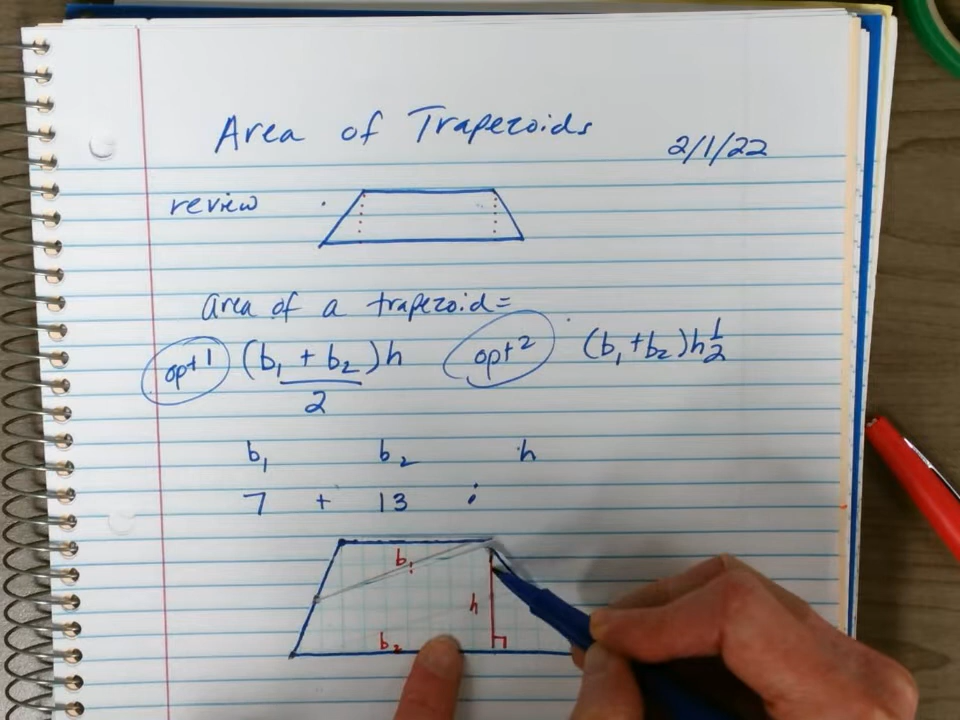 Area of Trapezoids 2/1/22
review
area of a trapezoid=
opt 1 (b₁ + b₂)h / 2 opt 2 (b₁+b₂)h ½
b₁ b₂ h
7 + 13
b₁
h
b₂